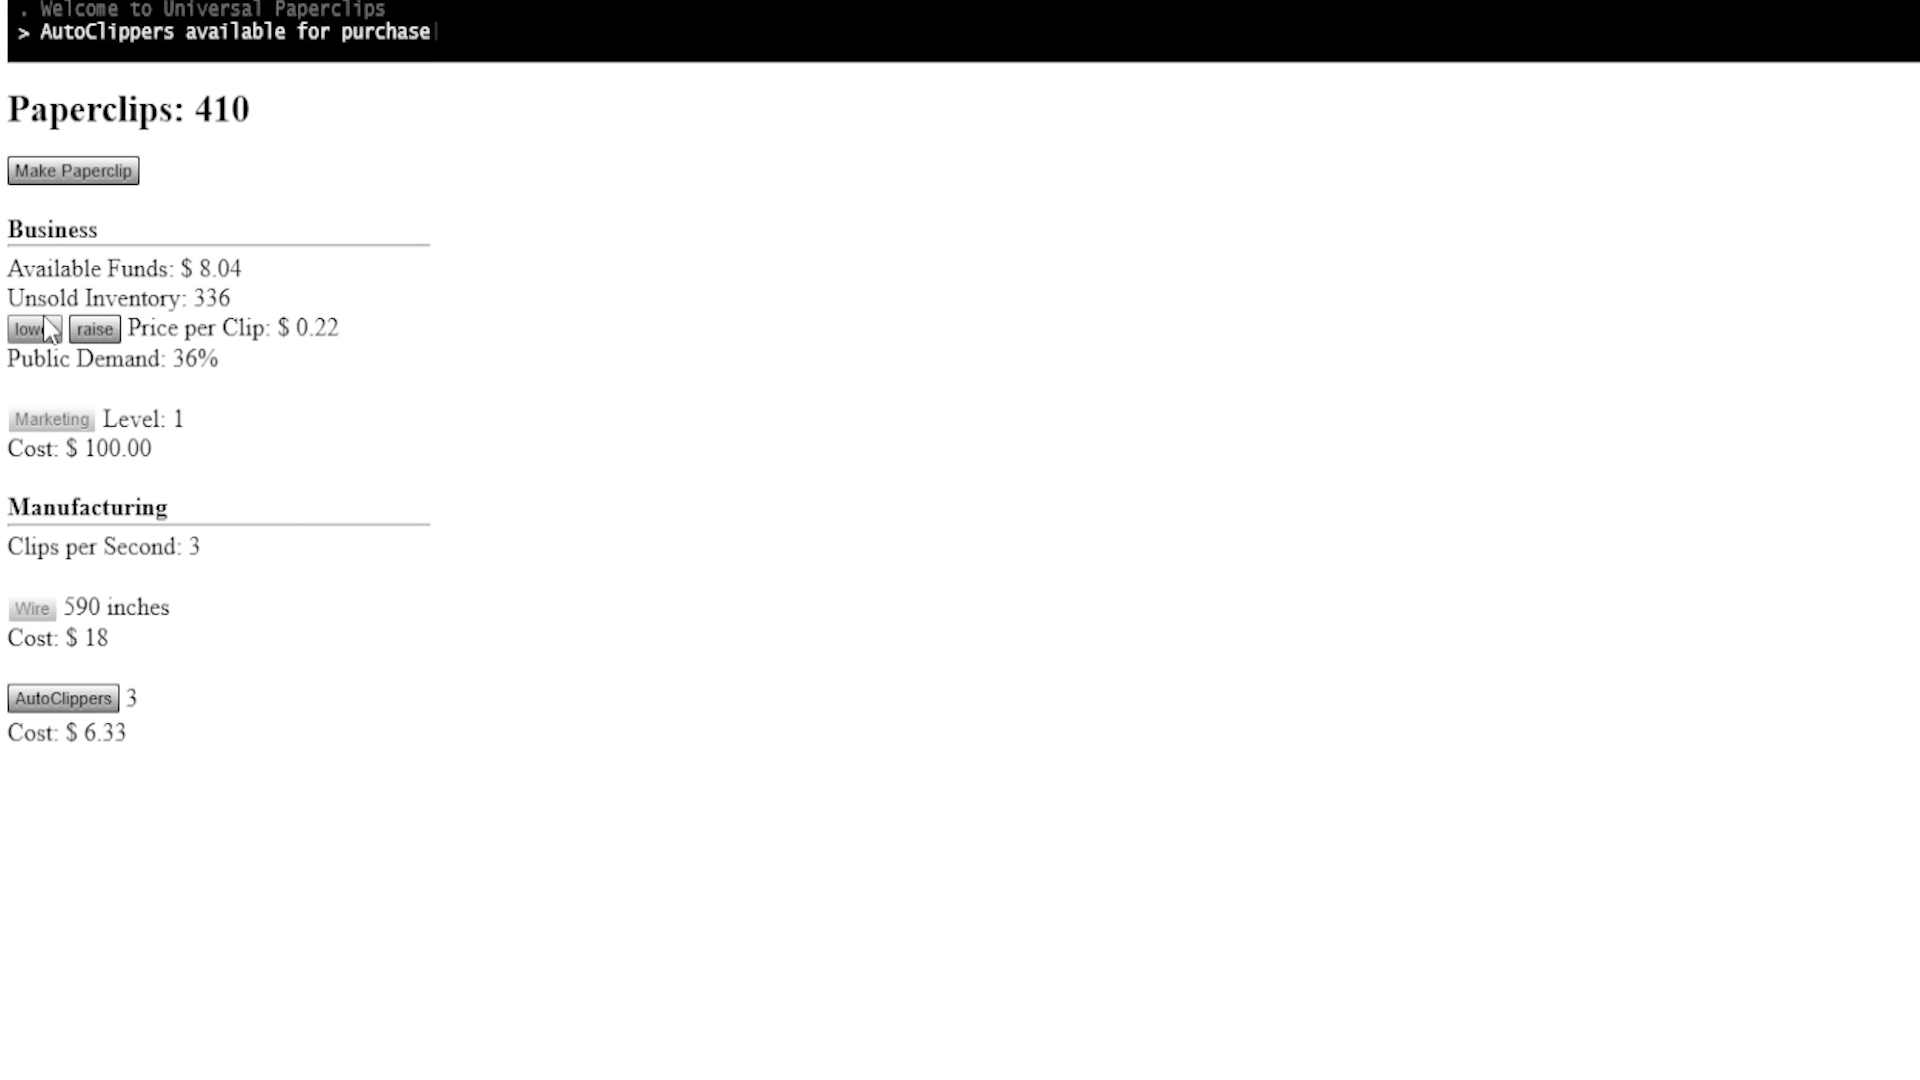 . Welcome to Universal Paperclips
> AutoClippers available for purchase
Paperclips: 410
Make Paperclip
Business
Available Funds: $ 8.04
Unsold Inventory: 336
raise Price per Clip: $ 0.22
Public Demand: 36%
Marketing Level: 1
Cost: $ 100.00
Manufacturing
Clips per Second: 3
Wire 590 inches
Cost: $ 18
AutoClippers 3
Cost: $ 6.33